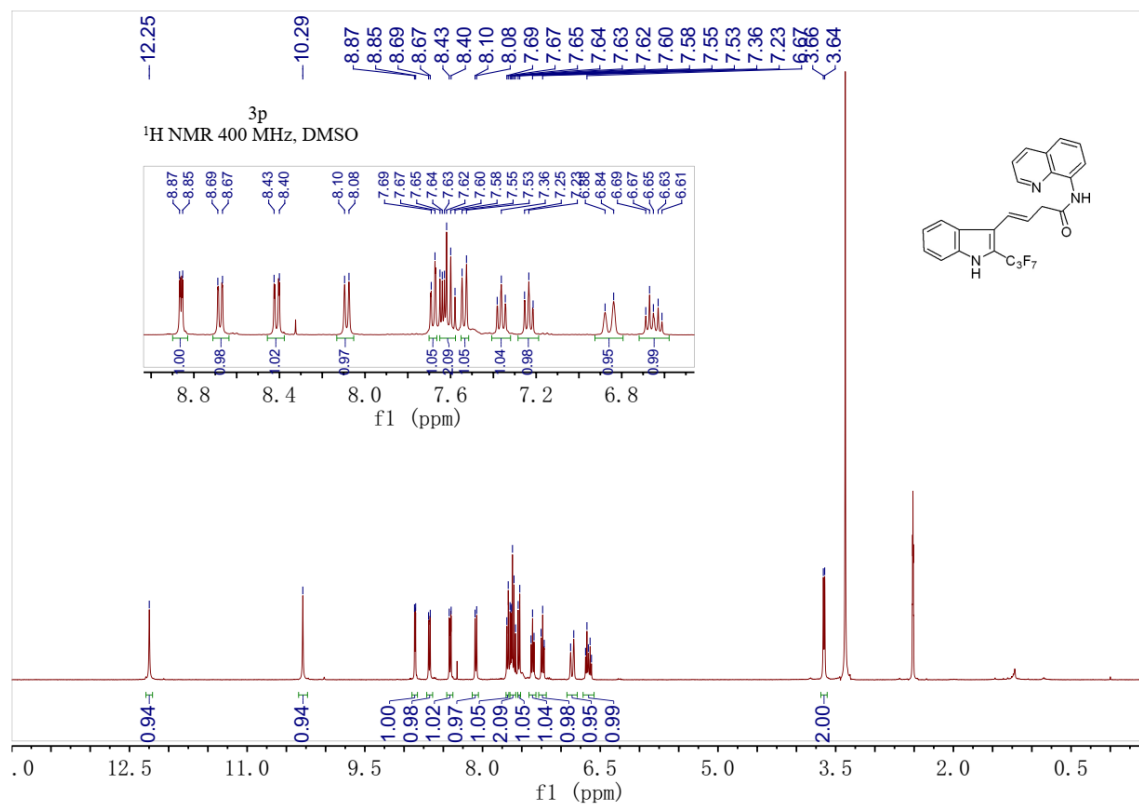 12.25 10.29 8.87 8.85 8.69 8.67 8.43 8.40 8.10 8.08 7.69 7.67 7.65 7.64 7.63 7.62 7.60 7.58 7.55 7.53 7.36 7.23 6.67 3.66 3.64
3p
¹H NMR 400 MHz, DMSO
8.87 8.85 8.69 8.67 8.43 8.40 8.10 8.08 7.69 7.67 7.65 7.64 7.63 7.62 7.60 7.58 7.55 7.53 7.36 7.25 7.23 6.88 6.84 6.69 6.67 6.65 6.63 6.61
1.00 0.98 1.02 0.97 1.05 2.09 1.05 1.04 0.98 0.95 0.99
8.8 8.4 8.0 7.6 7.2 6.8
f1 (ppm)
N
NH
O
N
H
C₃F₇
0.94 0.94 1.00 0.98 1.02 0.97 1.05 2.09 1.05 1.04 0.98 0.95 0.99 2.00
.0 12.5 11.0 9.5 8.0 6.5 5.0 3.5 2.0 0.5
f1 (ppm)